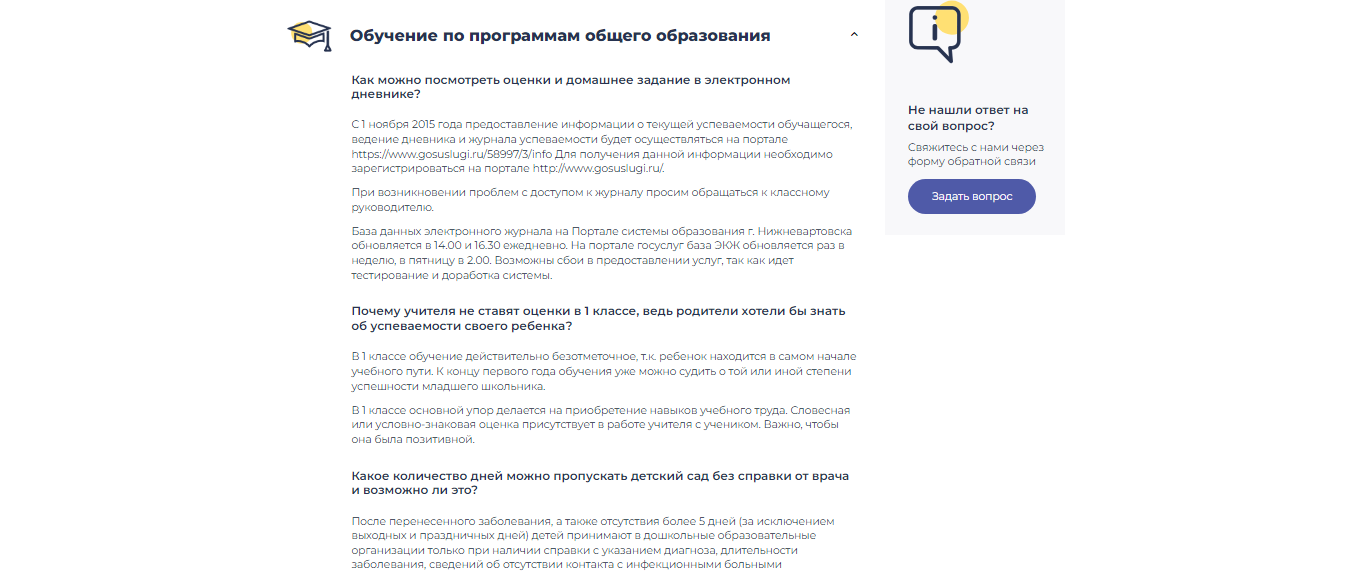 Обучение по программам общего образования
Как можно посмотреть оценки и домашнее задание в электронном
дневнике?
С 1 ноября 2015 года предоставление информации о текущей успеваемости обучащегося,
ведение дневника и журнала успеваемости будет осуществляться на портале
https://www.gosuslugi.ru/58997/3/info Для получения данной информации необходимо
зарегистрироваться на портале http://www.gosuslugi.ru/.
При возникновении проблем с доступом к журналу просим обращаться к классному
руководителю.
База данных электронного журнала на Портале системы образования г. Нижневартовска
обновляется в 14.00 и 16.30 ежедневно. На портале госуслуг база ЭКЖ обновляется раз в
неделю, в пятницу в 2.00. Возможны сбои в предоставлении услуг, так как идет
тестирование и доработка системы.
Почему учителя не ставят оценки в 1 классе, ведь родители хотели бы знать
об успеваемости своего ребенка?
В 1 классе обучение действительно безотметочное, т.к. ребенок находится в самом начале
учебного пути. К концу первого года обучения уже можно судить о той или иной степени
успешности младшего школьника.
В 1 классе основной упор делается на приобретение навыков учебного труда. Словесная
или условно-знаковая оценка присутствует в работе учителя с учеником. Важно, чтобы
она была позитивной.
Какое количество дней можно пропускать детский сад без справки от врача
и возможно ли это?
После перенесенного заболевания, а также отсутствия более 5 дней (за исключением
выходных и праздничных дней) детей принимают в дошкольные образовательные
организации только при наличии справки с указанием диагноза, длительности
заболевания, сведений об отсутствии контакта с инфекционными больными
Не нашли ответ на
свой вопрос?
Свяжитесь с нами через
форму обратной связи
Задать вопрос